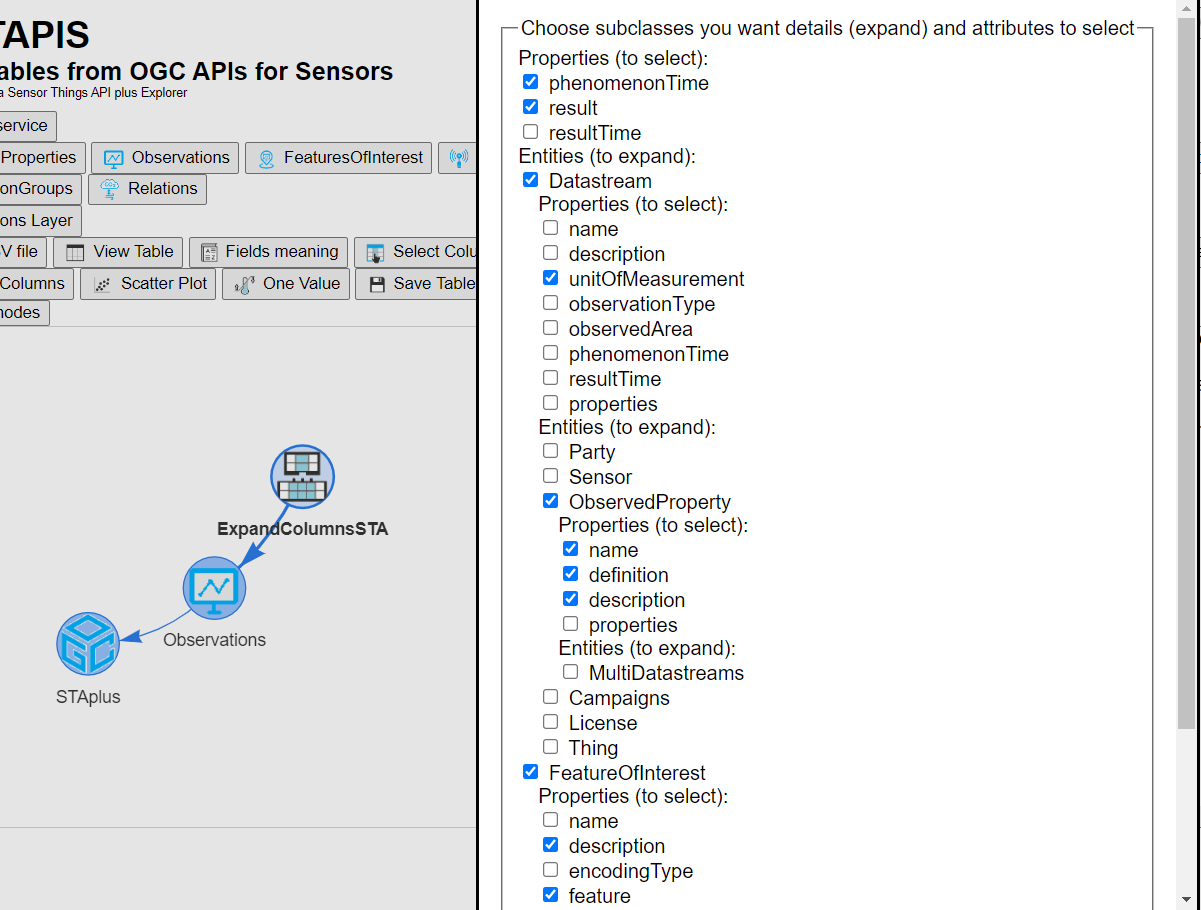 TAPIS
ables from OGC APIs for Sensors
a Sensor Things API plus Explorer
service
Properties
Observations
FeaturesOfInterest
onGroups
Relations
ons Layer
V file
View Table
Fields meaning
Select Colu
Columns
Scatter Plot
One Value
Save Table
nodes
ExpandColumnsSTA
Observations
STAplus
Choose subclasses you want details (expand) and attributes to select
Properties (to select):
phenomenonTime
result
resultTime
Entities (to expand):
Datastream
Properties (to select):
name
description
unitOfMeasurement
observationType
observedArea
phenomenonTime
resultTime
properties
Entities (to expand):
Party
Sensor
ObservedProperty
Properties (to select):
name
definition
description
properties
Entities (to expand):
MultiDatastreams
Campaigns
License
Thing
FeatureOfInterest
Properties (to select):
name
description
encodingType
feature